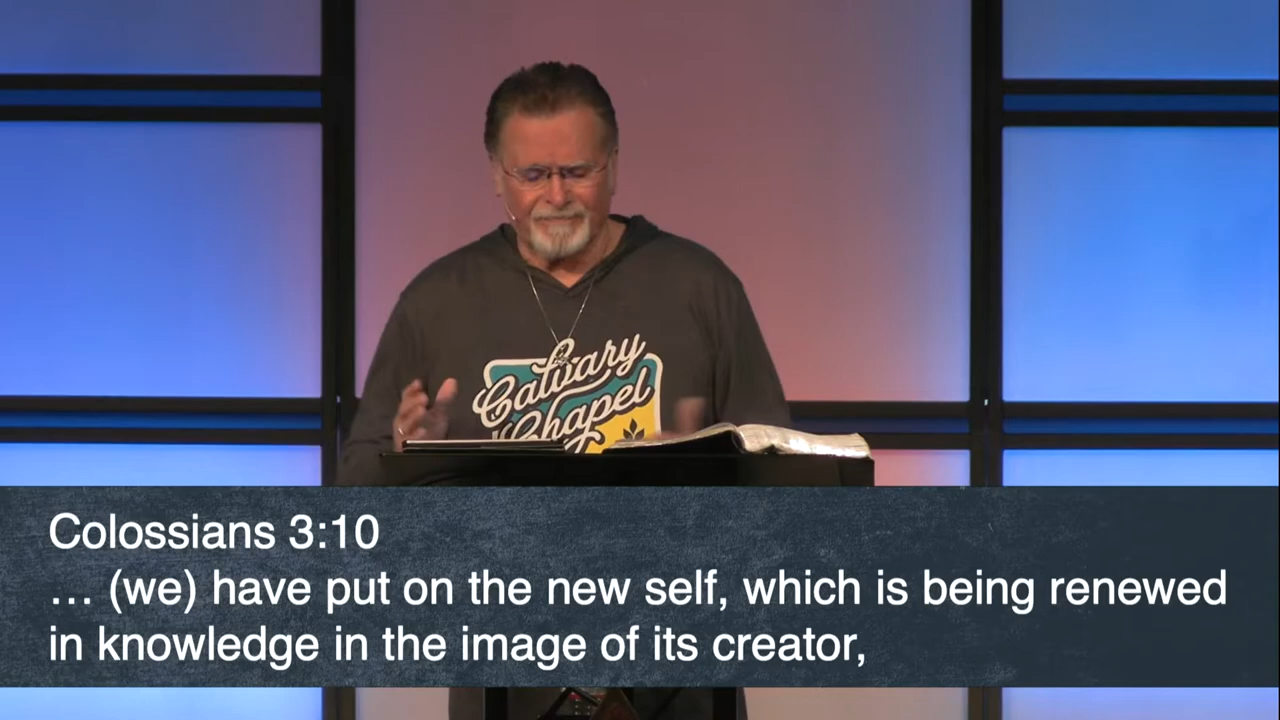 Calvary
Chapel
Colossians 3:10
… (we) have put on the new self, which is being renewed
in knowledge in the image of its creator,